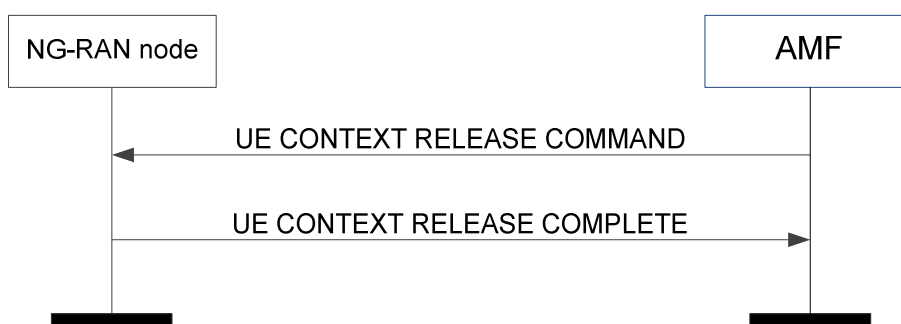 NG-RAN node
AMF
UE CONTEXT RELEASE COMMAND
UE CONTEXT RELEASE COMPLETE